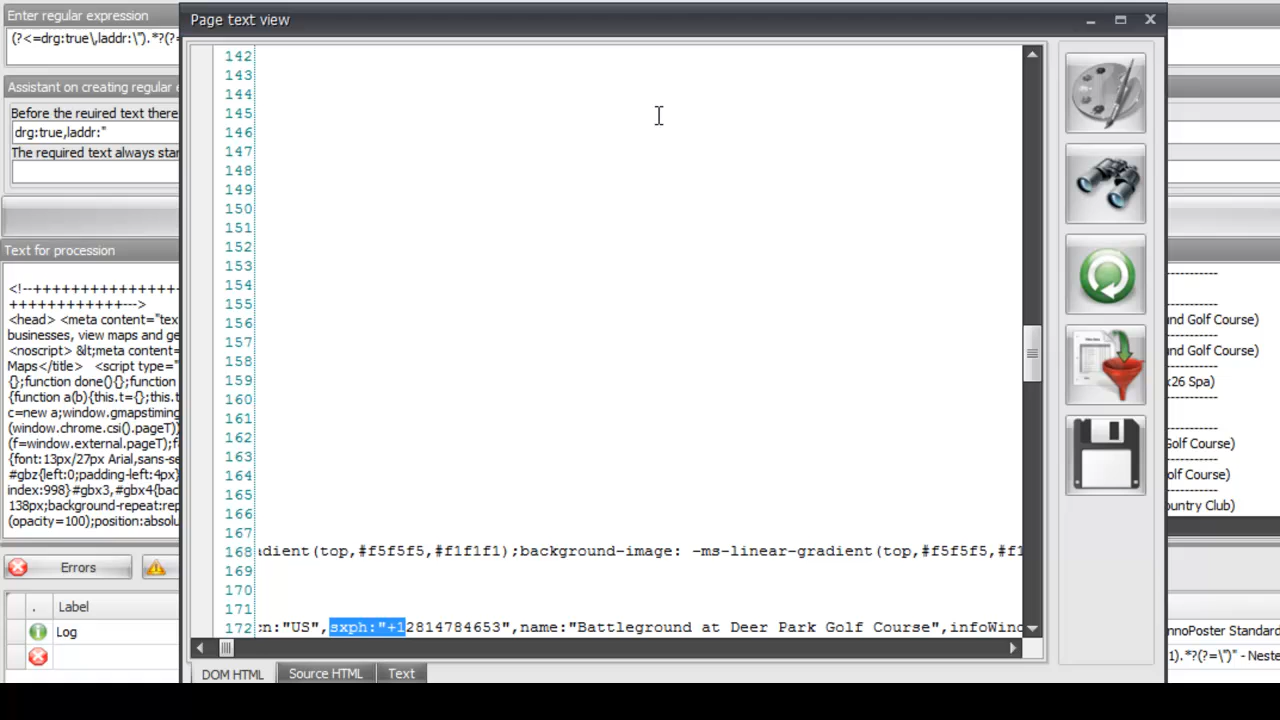 Enter regular expression
(?<=drg:true\,laddr:\").*?(?=
Assistant on creating regular e
Before the reuired text there
drg:true,laddr:"
The required text always star
Text for procession
<!--++++++++++++++++
++++++++++++--->
<head> <meta content="tex
businesses, view maps and ge
<noscript> &lt;meta content=
Maps</title>   <script type="
{};function done(){};function
{function a(b){this.t={};this.t
c=new a;window.gmapstiming
(window.chrome.csi().pageT))
(f=window.external.pageT);f
{font:13px/27px Arial,sans-se
#gbz{left:0;padding-left:4px}
index:998}#gbx3,#gbx4{bac
138px;background-repeat:rep
(opacity=100);position:absolu
Errors
. Label
Log
Page text view
142
143
144
145
146
147
148
149
150
151
152
153
154
155
156
157
158
159
160
161
162
163
164
165
166
167
168 adient(top,#f5f5f5,#f1f1f1);background-image: -ms-linear-gradient(top,#f5f5f5,#f1
169
170
171
172 cn:"US",sxph:"+12814784653",name:"Battleground at Deer Park Golf Course",infoWind
DOM HTML Source HTML Text
----------
----------
nd Golf Course)
----------
nd Golf Course)
----------
x26 Spa)
----------
----------
Golf Course)
----------
olf Course)
----------
ountry Club)
nnoPoster Standard
1).*?(?=\")" - Neste